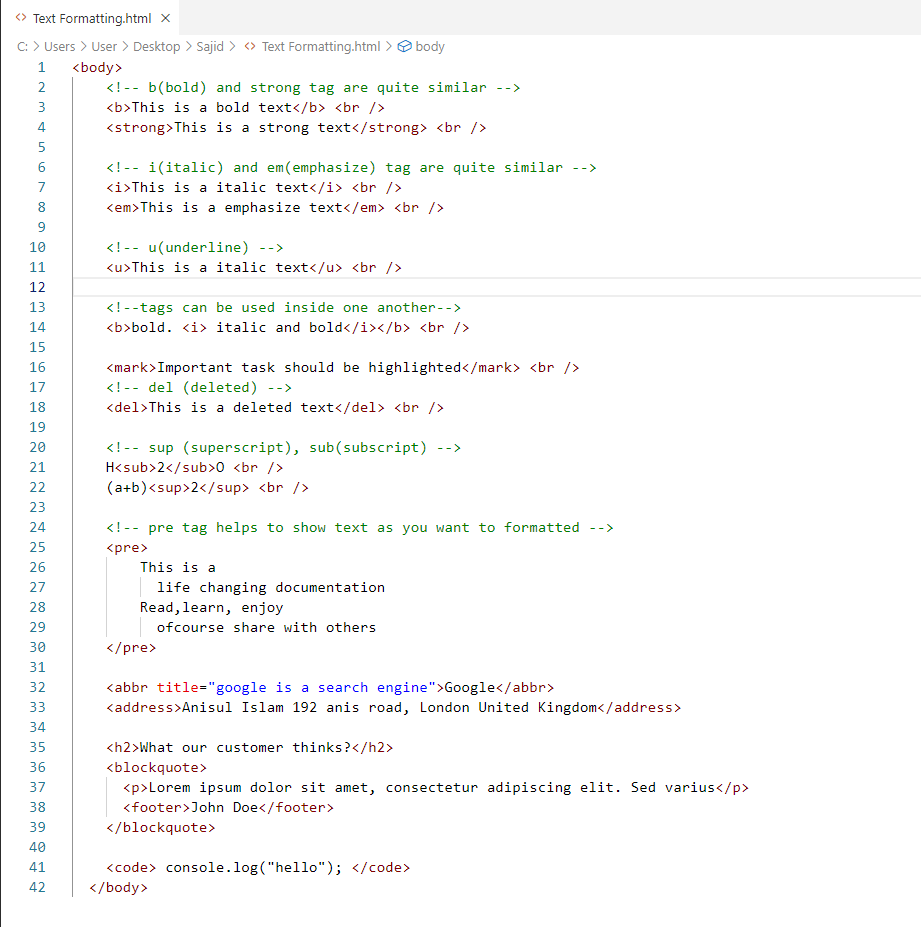 Text Formatting.html
C: > Users > User > Desktop > Sajid > Text Formatting.html > body
1 <body>
2 <!-- b(bold) and strong tag are quite similar -->
3 <b>This is a bold text</b> <br />
4 <strong>This is a strong text</strong> <br />
5
6 <!-- i(italic) and em(emphasize) tag are quite similar -->
7 <i>This is a italic text</i> <br />
8 <em>This is a emphasize text</em> <br />
9
10 <!-- u(underline) -->
11 <u>This is a italic text</u> <br />
12
13 <!--tags can be used inside one another-->
14 <b>bold. <i> italic and bold</i></b> <br />
15
16 <mark>Important task should be highlighted</mark> <br />
17 <!-- del (deleted) -->
18 <del>This is a deleted text</del> <br />
19
20 <!-- sup (superscript), sub(subscript) -->
21 H<sub>2</sub>O <br />
22 (a+b)<sup>2</sup> <br />
23
24 <!-- pre tag helps to show text as you want to formatted -->
25 <pre>
26 This is a
27 life changing documentation
28 Read,learn, enjoy
29 ofcourse share with others
30 </pre>
31
32 <abbr title="google is a search engine">Google</abbr>
33 <address>Anisul Islam 192 anis road, London United Kingdom</address>
34
35 <h2>What our customer thinks?</h2>
36 <blockquote>
37 <p>Lorem ipsum dolor sit amet, consectetur adipiscing elit. Sed varius</p>
38 <footer>John Doe</footer>
39 </blockquote>
40
41 <code> console.log("hello"); </code>
42 </body>